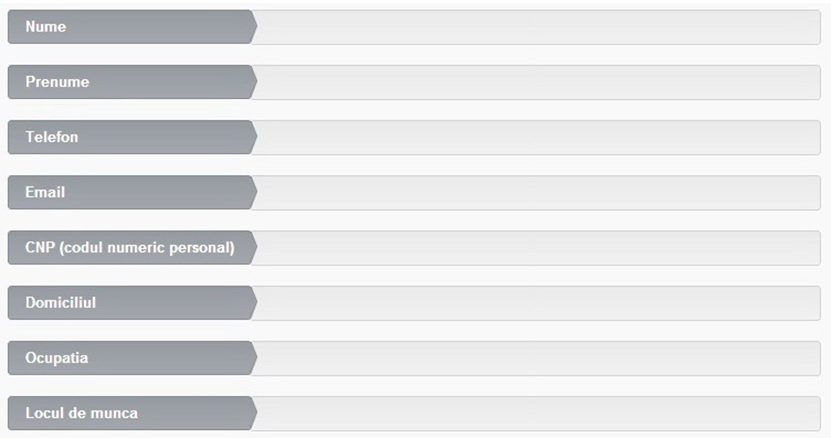 Nume
Prenume
Telefon
Email
CNP (codul numeric personal)
Domiciliul
Ocupatia
Locul de munca